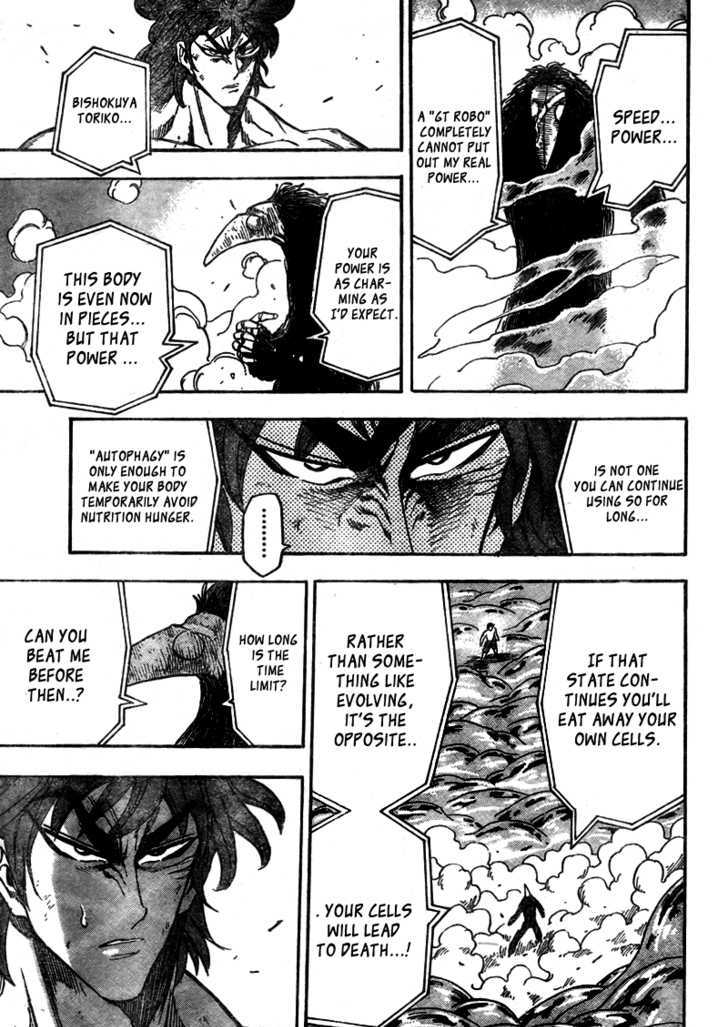 SPEED...
POWER...
A "GT ROBO"
COMPLETELY
CANNOT PUT
OUT MY REAL
POWER...
BISHOKUYA
TORIKO...
YOUR
POWER IS
AS CHAR-
MING AS
I'D EXPECT.
THIS BODY
IS EVEN NOW
IN PIECES...
BUT THAT
POWER ...
IS NOT ONE
YOU CAN CONTINUE
USING SO FOR
LONG...
.........
"AUTOPHAGY" IS
ONLY ENOUGH TO
MAKE YOUR BODY
TEMPORARILY AVOID
NUTRITION HUNGER.
IF THAT
STATE CON-
TINUES YOU'LL
EAT AWAY YOUR
OWN CELLS.
RATHER
THAN SOME-
THING LIKE
EVOLVING,
IT'S THE
OPPOSITE..
. YOUR CELLS
WILL LEAD
TO DEATH...!
HOW LONG
IS THE
TIME
LIMIT?
CAN YOU
BEAT ME
BEFORE
THEN..?